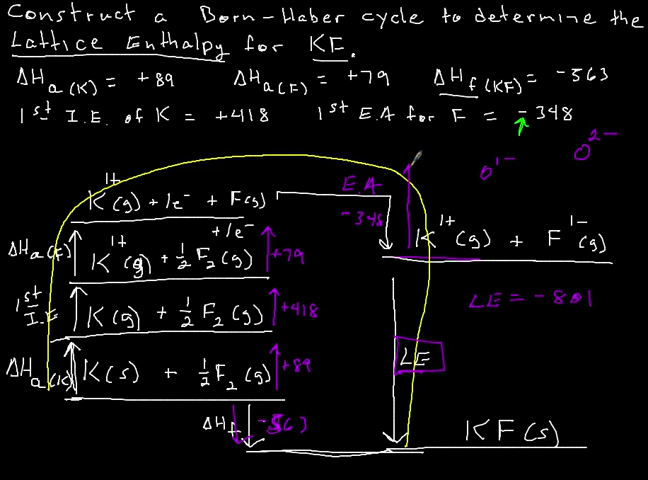 Construct a Born-Haber cycle to determine the
Lattice Enthalpy for KF.
ΔHa(K) = +89 ΔHa(F) = +79 ΔHf(KF) = -563
1st I.E. of K = +418 1st E.A for F = -348
O¹⁻ O²⁻
K¹⁺(g) + 1e⁻ + F(g) E.A
-348
+1e⁻
ΔHa(F) K¹⁺(g) + ½F₂(g) +79 K¹⁺(g) + F¹⁻(g)
1st I.E K(g) + ½F₂(g) +418 LE = -801
ΔHa(K) K(s) + ½F₂(g) +89 LE
ΔHf -563 KF(s)